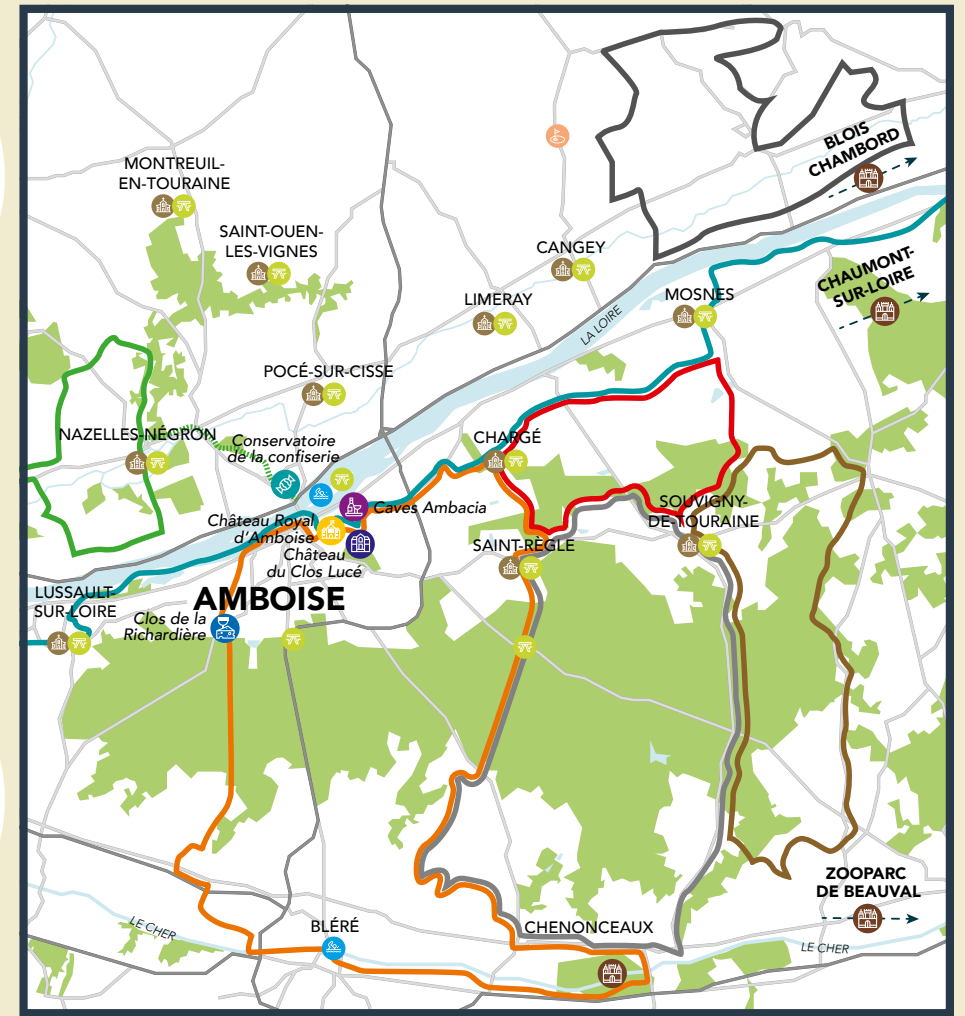 BLOIS
CHAMBORD
MONTREUIL-
EN-TOURAINE
SAINT-OUEN-
LES-VIGNES
CANGEY
CHAUMONT-
SUR-LOIRE
LIMERAY
MOSNES
LA LOIRE
POCÉ-SUR-CISSE
NAZELLES-NÉGRON
Conservatoire
de la confiserie
CHARGÉ
Caves Ambacia
SOUVIGNY-
DE-TOURAINE
Château Royal
d'Amboise
Château
du Clos Lucé
SAINT-RÈGLE
LUSSAULT-
SUR-LOIRE
AMBOISE
Clos de la
Richardière
ZOOPARC
DE BEAUVAL
LE CHER
BLÉRÉ
CHENONCEAUX
LE CHER